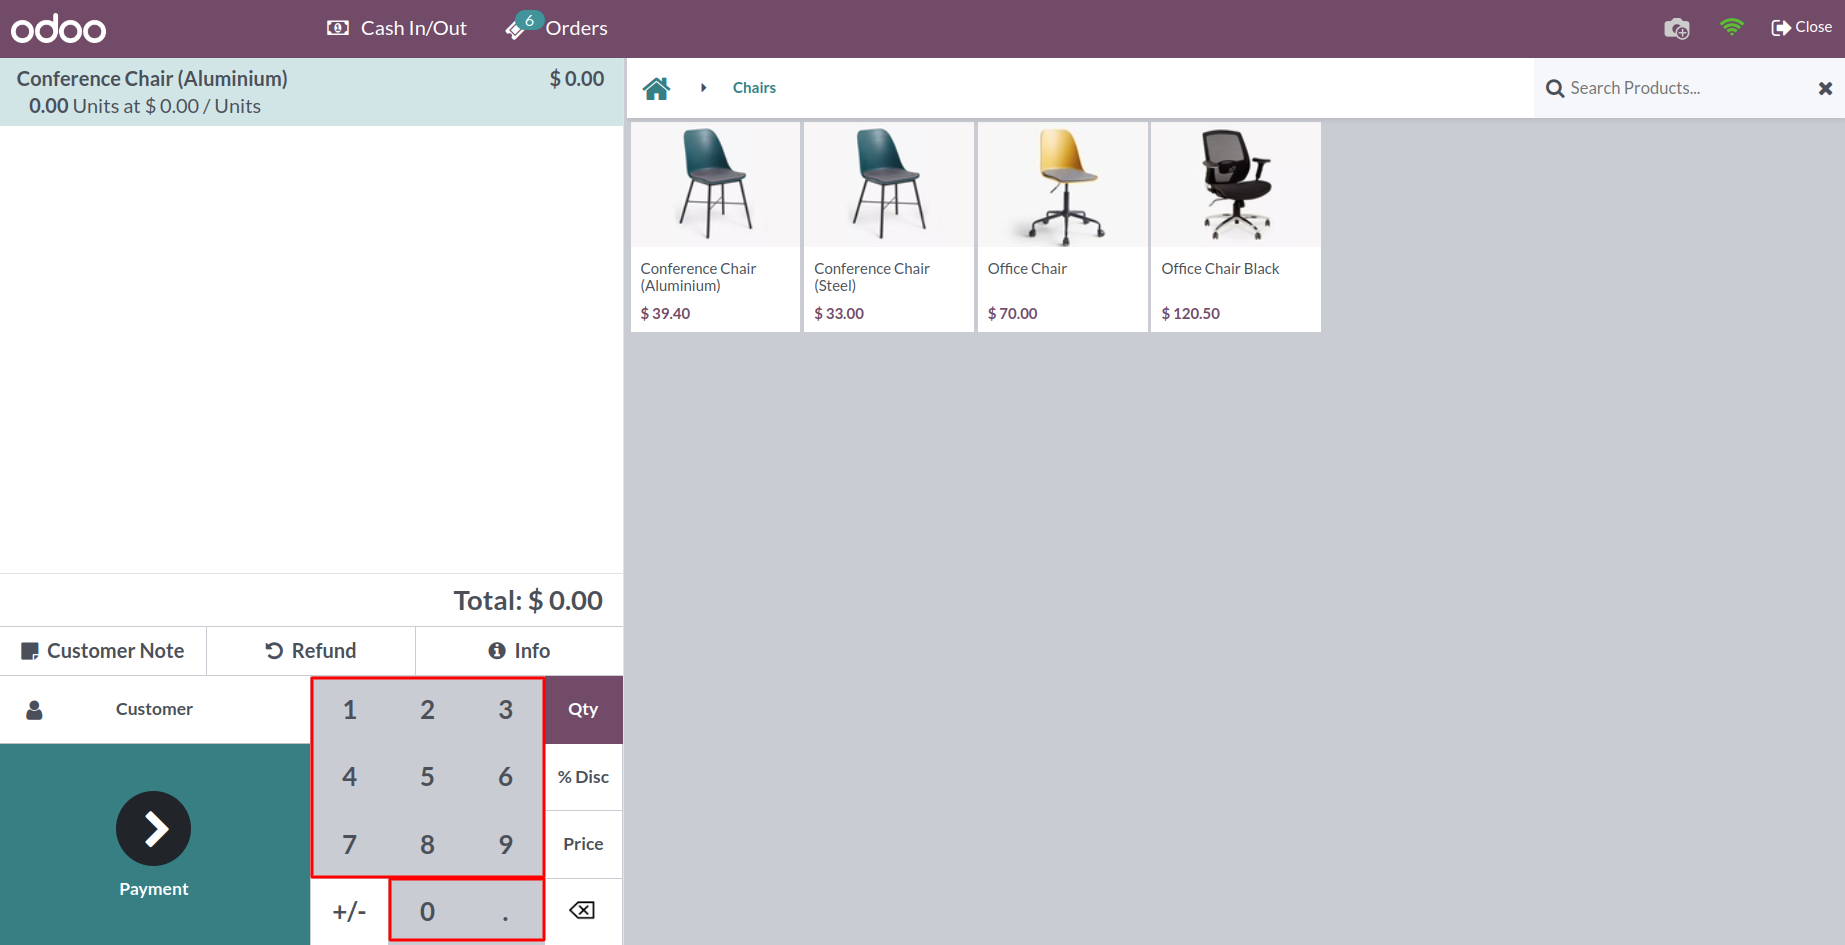 odoo
Cash In/Out
6
Orders
Close
Conference Chair (Aluminium)
$ 0.00
0.00 Units at $ 0.00 / Units
Chairs
Search Products...
Conference Chair
(Aluminium)
$ 39.40
Conference Chair
(Steel)
$ 33.00
Office Chair
$ 70.00
Office Chair Black
$ 120.50
Total: $ 0.00
Customer Note
Refund
Info
Customer
1 2 3 Qty
4 5 6 % Disc
7 8 9 Price
Payment
+/- 0 .